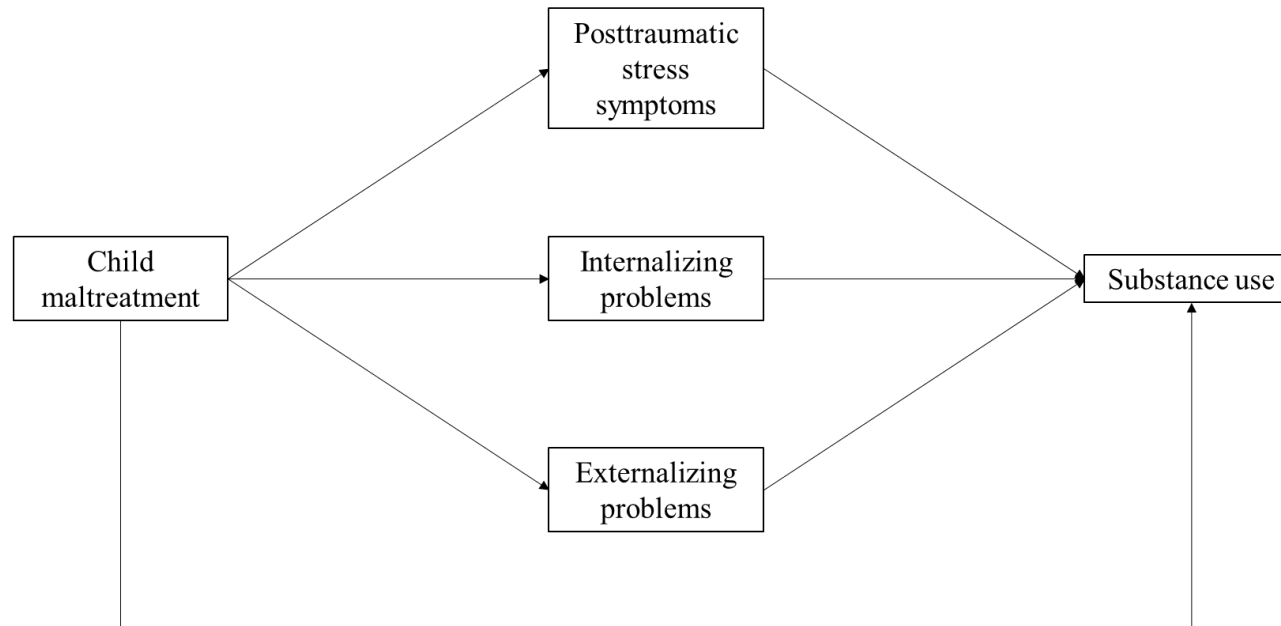 Posttraumatic
stress
symptoms
Child
maltreatment
Internalizing
problems
Substance use
Externalizing
problems